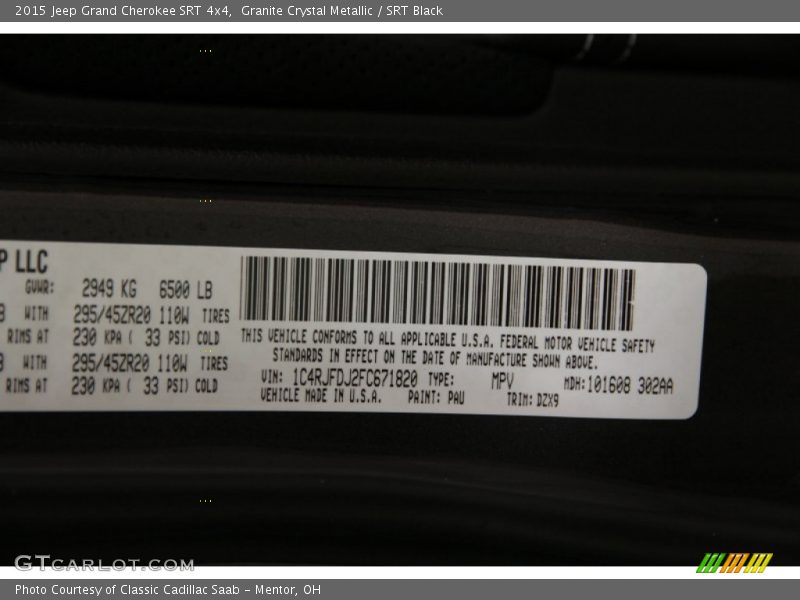 2015 Jeep Grand Cherokee SRT 4x4, Granite Crystal Metallic / SRT Black
P LLC
GVWR: 2949 KG 6500 LB
WITH 295/45ZR20 110W TIRES
RIMS AT 230 KPA ( 33 PSI) COLD
WITH 295/45ZR20 110W TIRES
RIMS AT 230 KPA ( 33 PSI) COLD
THIS VEHICLE CONFORMS TO ALL APPLICABLE U.S.A. FEDERAL MOTOR VEHICLE SAFETY
STANDARDS IN EFFECT ON THE DATE OF MANUFACTURE SHOWN ABOVE.
VIN: 1C4RJFDJ2FC671820 TYPE: MPV MDH: 101608 302AA
VEHICLE MADE IN U.S.A. PAINT: PAU TRIM: DZX9
GTCARLOT.COM
Photo Courtesy of Classic Cadillac Saab - Mentor, OH